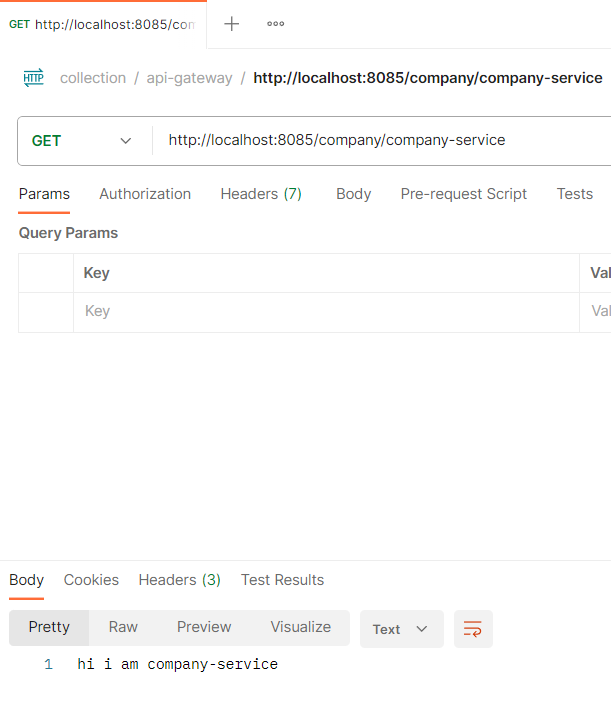 GET http://localhost:8085/con
HTTP collection / api-gateway / http://localhost:8085/company/company-service
GET http://localhost:8085/company/company-service
Params Authorization Headers (7) Body Pre-request Script Tests
Query Params
Key Val
Key Val
Body Cookies Headers (3) Test Results
Pretty Raw Preview Visualize Text
1 hi i am company-service